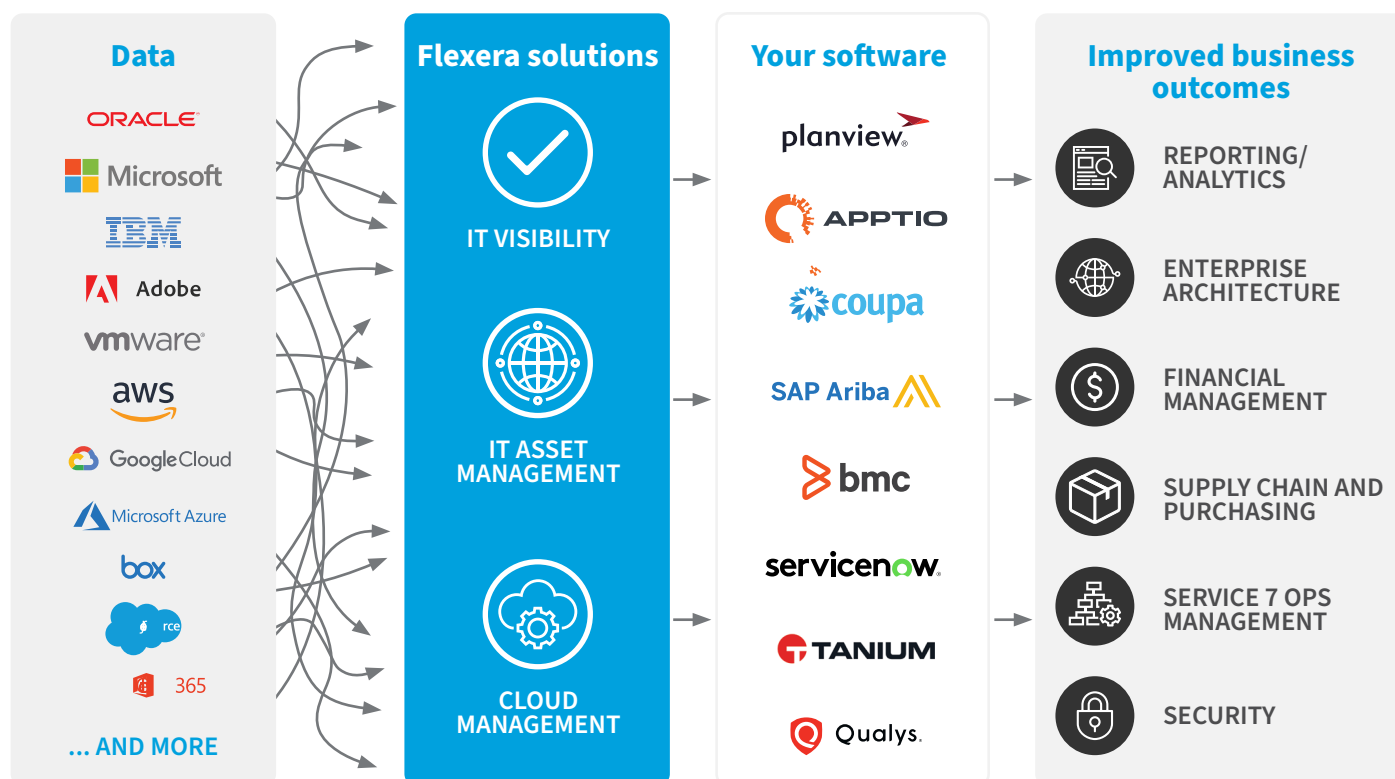 Data
ORACLE
Microsoft
IBM
Adobe
vmware®
aws
Google Cloud
Microsoft Azure
box
rce
365
... AND MORE
Flexera solutions
IT VISIBILITY
IT ASSET
MANAGEMENT
CLOUD
MANAGEMENT
Your software
planview®
APPTIO
coupa
SAP Ariba
bmc
servicenow.
TANIUM
Qualys.
Improved business
outcomes
REPORTING/
ANALYTICS
ENTERPRISE
ARCHITECTURE
FINANCIAL
MANAGEMENT
SUPPLY CHAIN AND
PURCHASING
SERVICE 7 OPS
MANAGEMENT
SECURITY